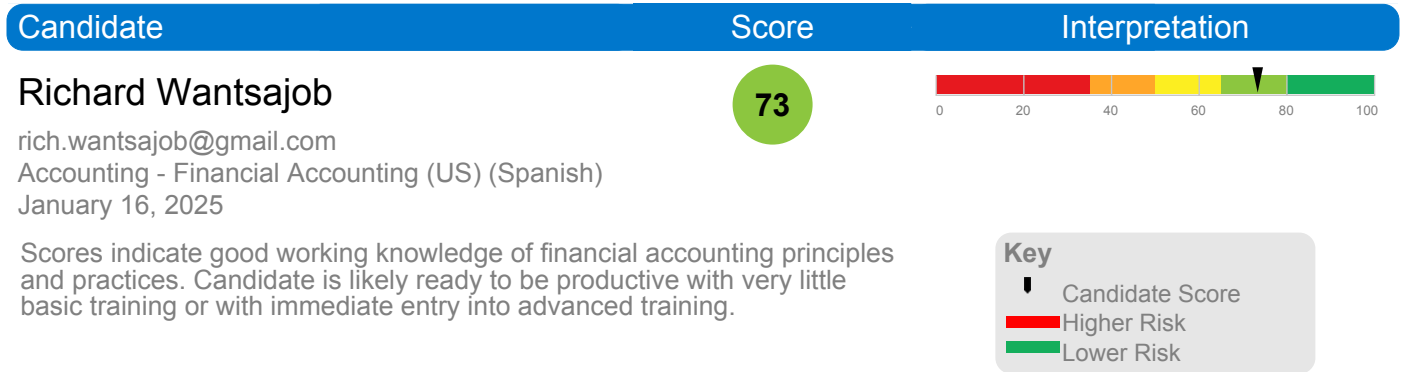 Candidate Score Interpretation
Richard Wantsajob
73
0 20 40 60 80 100
rich.wantsajob@gmail.com
Accounting - Financial Accounting (US) (Spanish)
January 16, 2025
Scores indicate good working knowledge of financial accounting principles
and practices. Candidate is likely ready to be productive with very little
basic training or with immediate entry into advanced training.
Key
Candidate Score
Higher Risk
Lower Risk